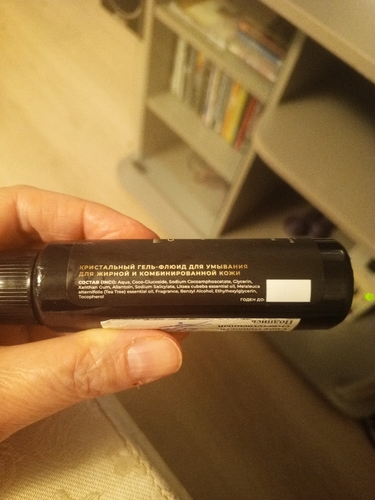 КРИСТАЛЬНЫЙ ГЕЛЬ-ФЛЮИД ДЛЯ УМЫВАНИЯ
ДЛЯ ЖИРНОЙ И КОМБИНИРОВАННОЙ КОЖИ
СОСТАВ (INCI): Aqua, Coco-Glucoside, Sodium Cocoamphoacetate, Glycerin,
Xanthan Gum, Allantoin, Sodium Salicylate, Litsea cubeba essential oil, Melaleuca
alternifolia (Tea Tree) essential oil, Fragrance, Benzyl Alcohol, Ethylhexylglycerin,
Tocopherol
ГОДЕН ДО: